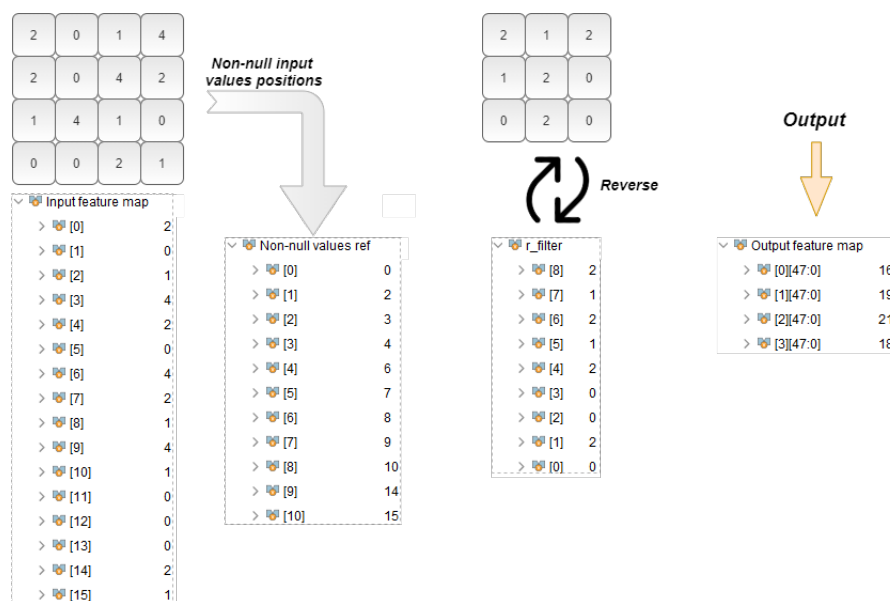 2 0 1 4
2 0 4 2
1 4 1 0
0 0 2 1
Non-null input
values positions
2 1 2
1 2 0
0 2 0
Reverse
Output
Input feature map
[0] 2
[1] 0
[2] 1
[3] 4
[4] 2
[5] 0
[6] 4
[7] 2
[8] 1
[9] 4
[10] 1
[11] 0
[12] 0
[13] 0
[14] 2
[15] 1
Non-null values ref
[0] 0
[1] 2
[2] 3
[3] 4
[4] 6
[5] 7
[6] 8
[7] 9
[8] 10
[9] 14
[10] 15
r_filter
[8] 2
[7] 1
[6] 2
[5] 1
[4] 2
[3] 0
[2] 0
[1] 2
[0] 0
Output feature map
[0][47:0] 16
[1][47:0] 19
[2][47:0] 21
[3][47:0] 18